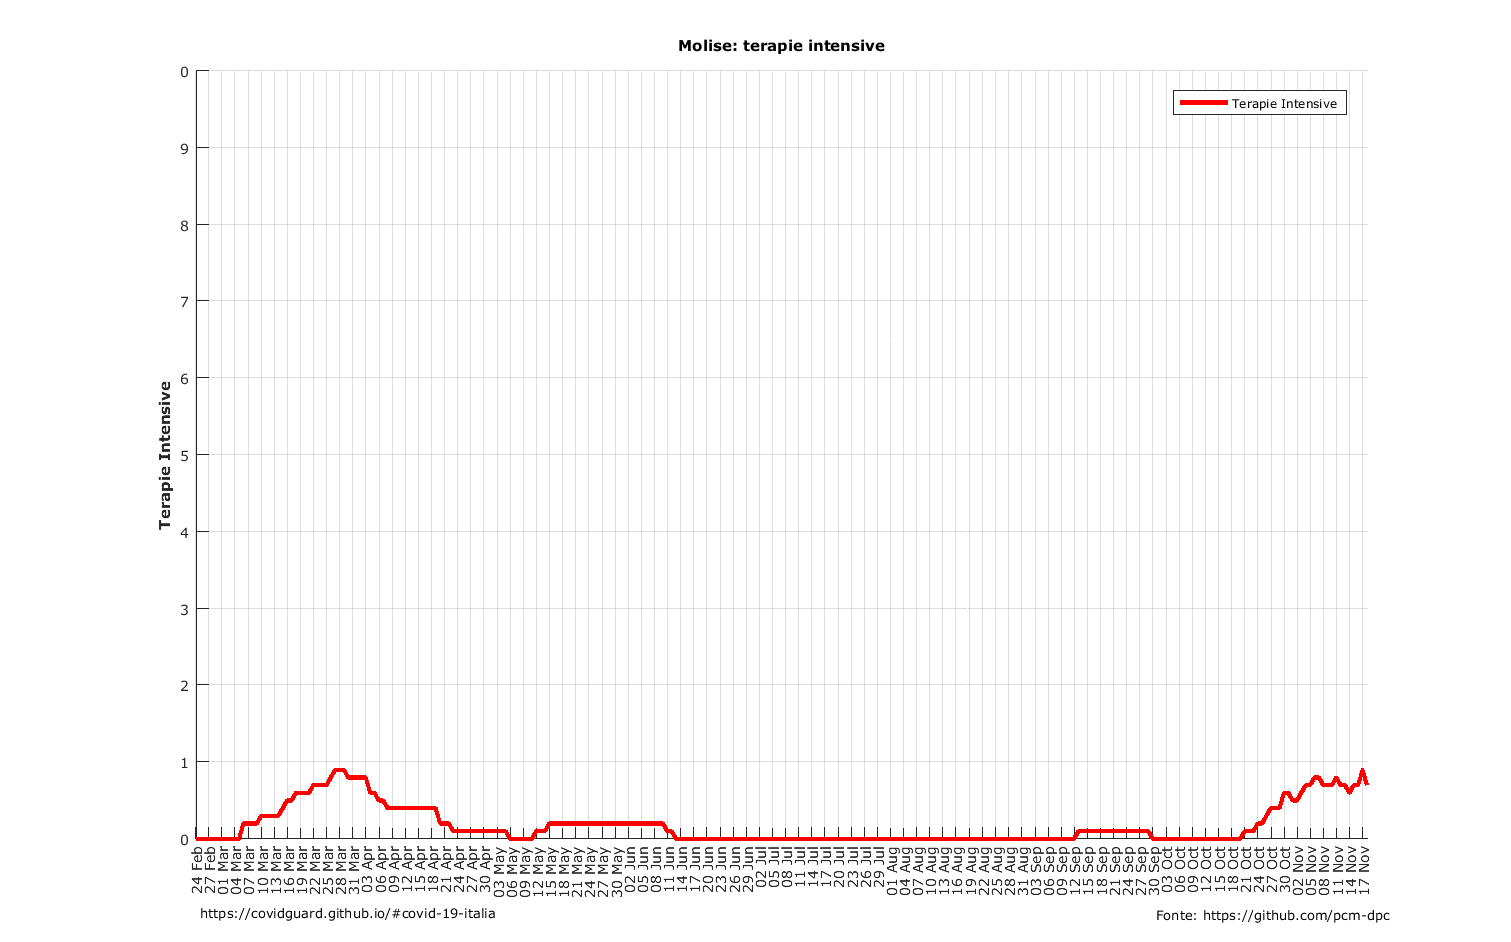 Molise: terapie intensive
Terapie Intensive
0
9
8
7
6
5
4
3
2
1
0
Terapie Intensive
24 Feb
27 Feb
01 Mar
04 Mar
07 Mar
10 Mar
13 Mar
16 Mar
19 Mar
22 Mar
25 Mar
28 Mar
31 Mar
03 Apr
06 Apr
09 Apr
12 Apr
15 Apr
18 Apr
21 Apr
24 Apr
27 Apr
30 Apr
03 May
06 May
09 May
12 May
15 May
18 May
21 May
24 May
27 May
30 May
02 Jun
05 Jun
08 Jun
11 Jun
14 Jun
17 Jun
20 Jun
23 Jun
26 Jun
29 Jun
02 Jul
05 Jul
08 Jul
11 Jul
14 Jul
17 Jul
20 Jul
23 Jul
26 Jul
29 Jul
01 Aug
04 Aug
07 Aug
10 Aug
13 Aug
16 Aug
19 Aug
22 Aug
25 Aug
28 Aug
31 Aug
03 Sep
06 Sep
09 Sep
12 Sep
15 Sep
18 Sep
21 Sep
24 Sep
27 Sep
30 Sep
03 Oct
06 Oct
09 Oct
12 Oct
15 Oct
18 Oct
21 Oct
24 Oct
27 Oct
30 Oct
02 Nov
05 Nov
08 Nov
11 Nov
14 Nov
17 Nov
https://covidguard.github.io/#covid-19-italia
Fonte: https://github.com/pcm-dpc